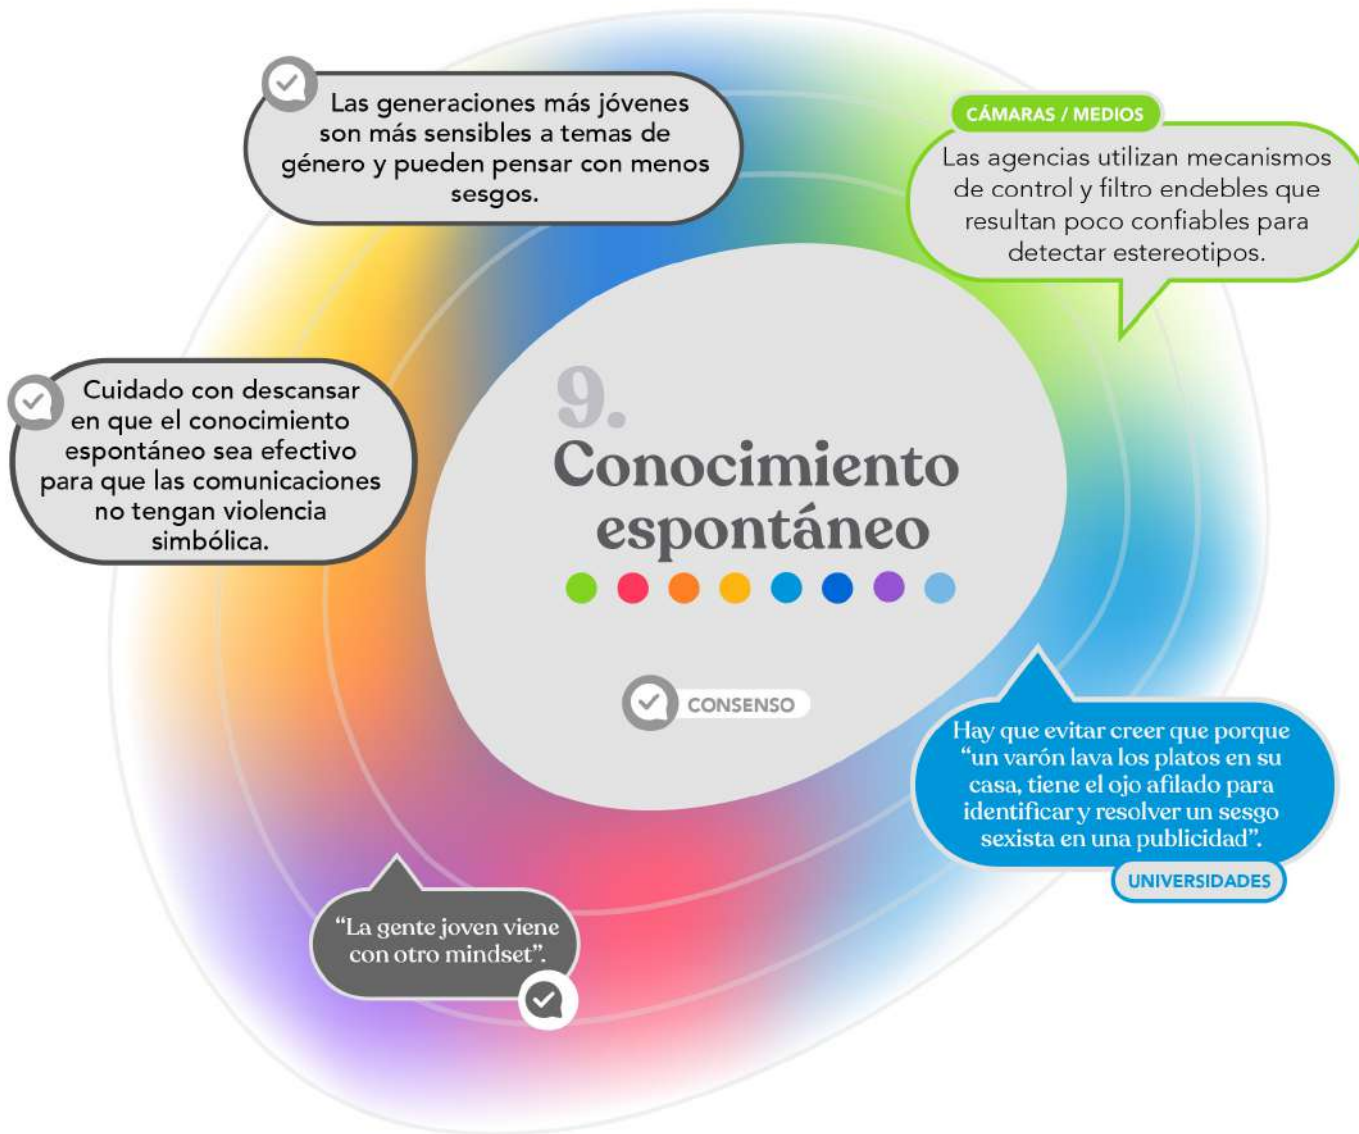 Las generaciones más jóvenes
son más sensibles a temas de
género y pueden pensar con menos
sesgos.
CÁMARAS / MEDIOS
Las agencias utilizan mecanismos
de control y filtro endebles que
resultan poco confiables para
detectar estereotipos.
Cuidado con descansar
en que el conocimiento
espontáneo sea efectivo
para que las comunicaciones
no tengan violencia
simbólica.
9.
Conocimiento
espontáneo
CONSENSO
Hay que evitar creer que porque
“un varón lava los platos en su
casa, tiene el ojo afilado para
identificar y resolver un sesgo
sexista en una publicidad”.
UNIVERSIDADES
“La gente joven viene
con otro mindset”.